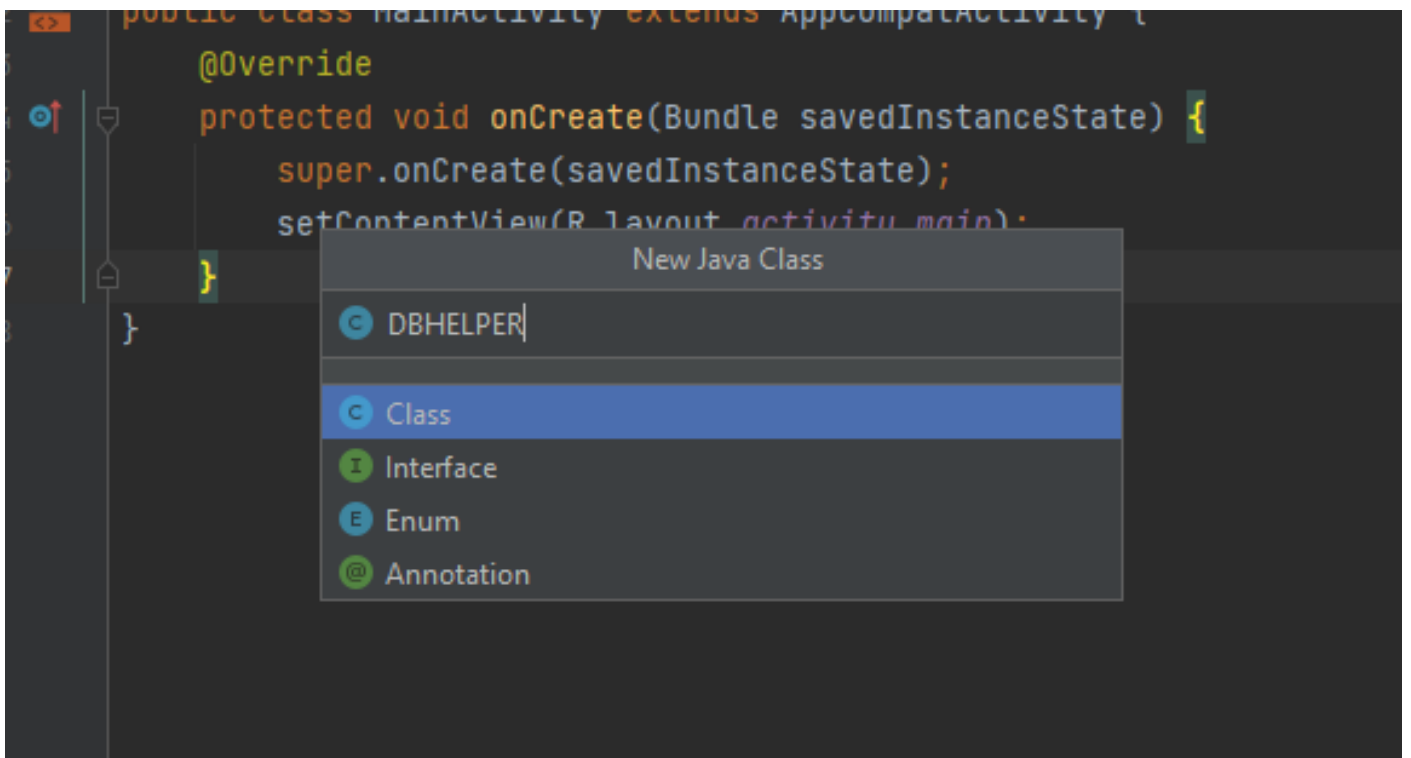 public class MainActivity extends AppCompatActivity {
@Override
protected void onCreate(Bundle savedInstanceState) {
super.onCreate(savedInstanceState);
setContentView(R.layout.activity_main);
}
}
New Java Class
C DBHELPER
C Class
I Interface
E Enum
@ Annotation